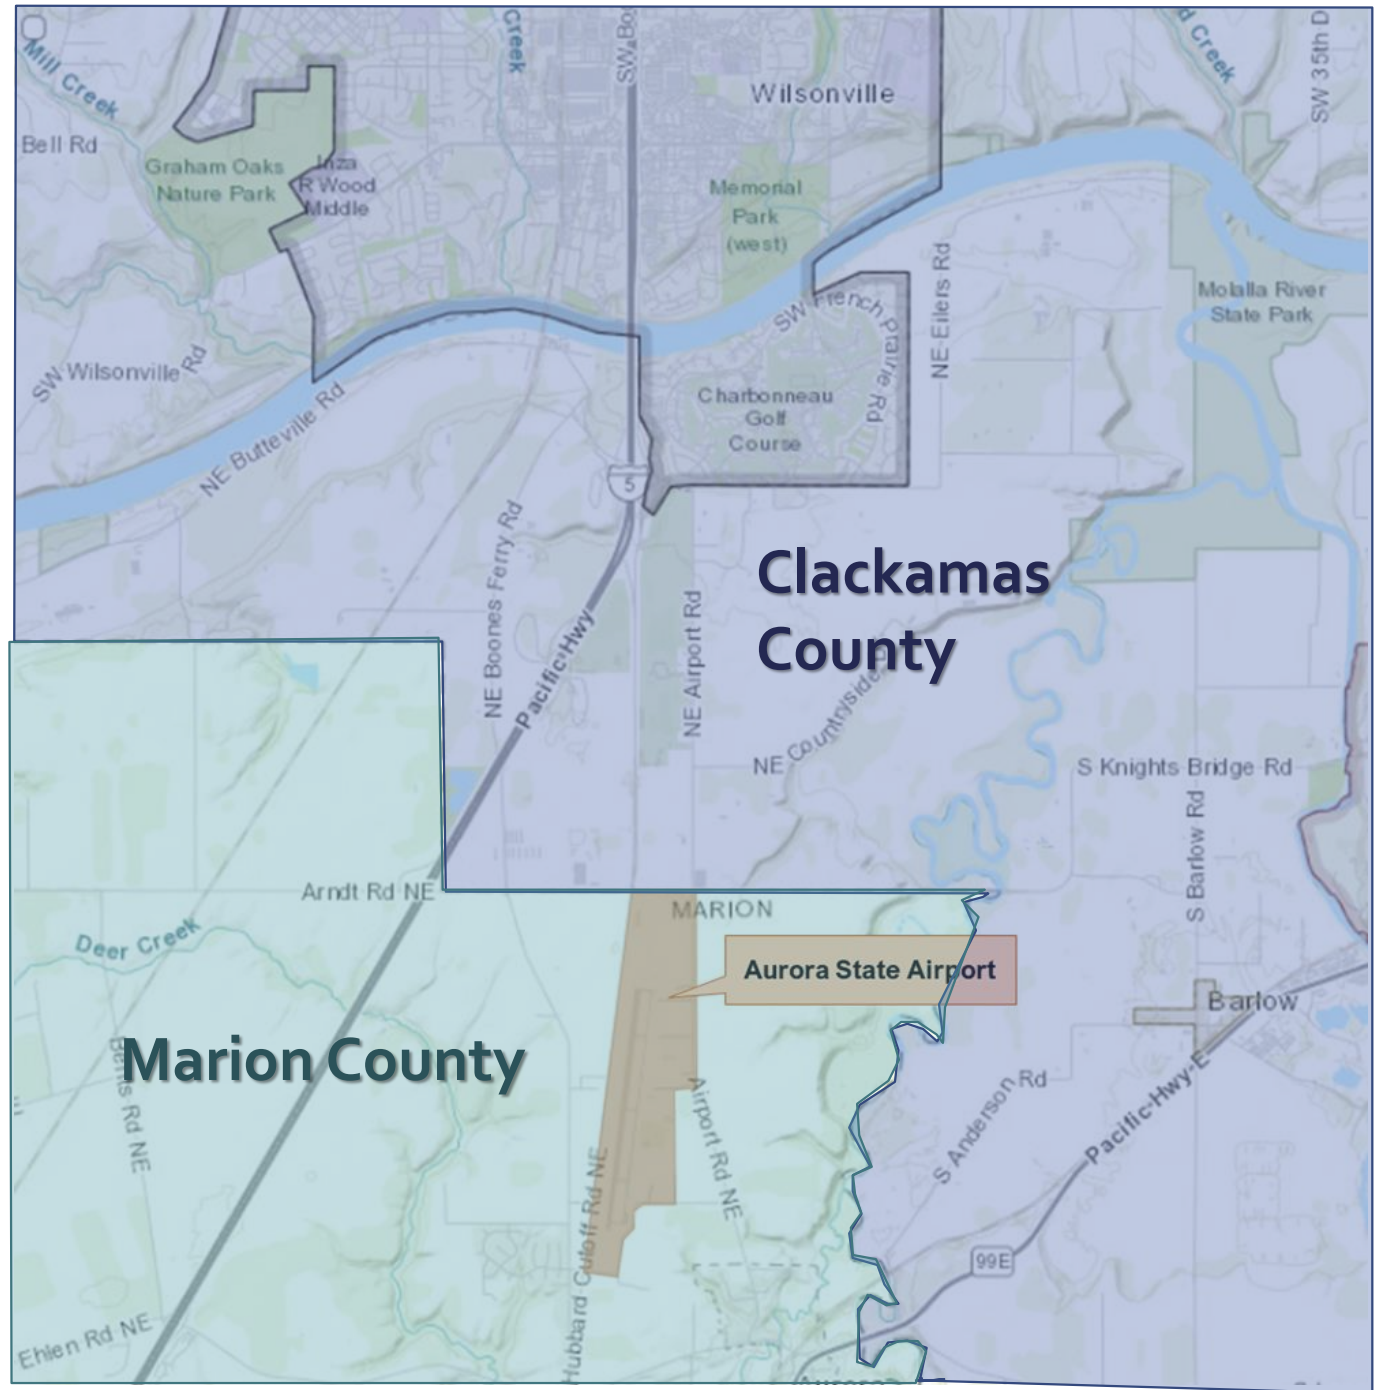 Mill Creek
Creek
d Creek
SW 35th D
Wilsonville
Bell Rd
Graham Oaks
Nature Park
Inza
R Wood
Middle
Memorial
Park
(west)
NE Eilers Rd
Molalla River
State Park
SW French Prairie Rd
SW Wilsonville Rd
NE Butteville Rd
Charbonneau
Golf
Course
5
NE Boones Ferry Rd
Clackamas
County
Pacific Hwy
NE Airport Rd
NE Countryside
S Knights Bridge Rd
S Barlow Rd
Arndt Rd NE
MARION
Deer Creek
Aurora State Airport
Barlow
Marion County
Rd NE
S Anderson Rd
Pacific Hwy E
Airport Rd NE
Hubbard Cutoff Rd NE
99E
Ehlen Rd NE